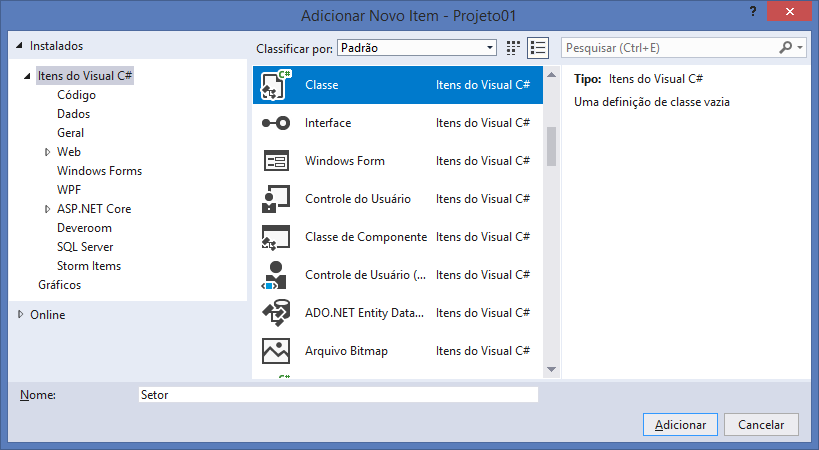 Adicionar Novo Item - Projeto01
?
Instalados
Classificar por: Padrão
Pesquisar (Ctrl+E)
Itens do Visual C#
Código
Dados
Geral
Web
Windows Forms
WPF
ASP.NET Core
Deveroom
SQL Server
Storm Items
Gráficos
Online
C# Classe Itens do Visual C#
Interface Itens do Visual C#
Windows Form Itens do Visual C#
Controle do Usuário Itens do Visual C#
Classe de Componente Itens do Visual C#
Controle de Usuário (... Itens do Visual C#
ADO.NET Entity Data... Itens do Visual C#
Arquivo Bitmap Itens do Visual C#
Tipo: Itens do Visual C#
Uma definição de classe vazia
Nome: Setor
Adicionar Cancelar